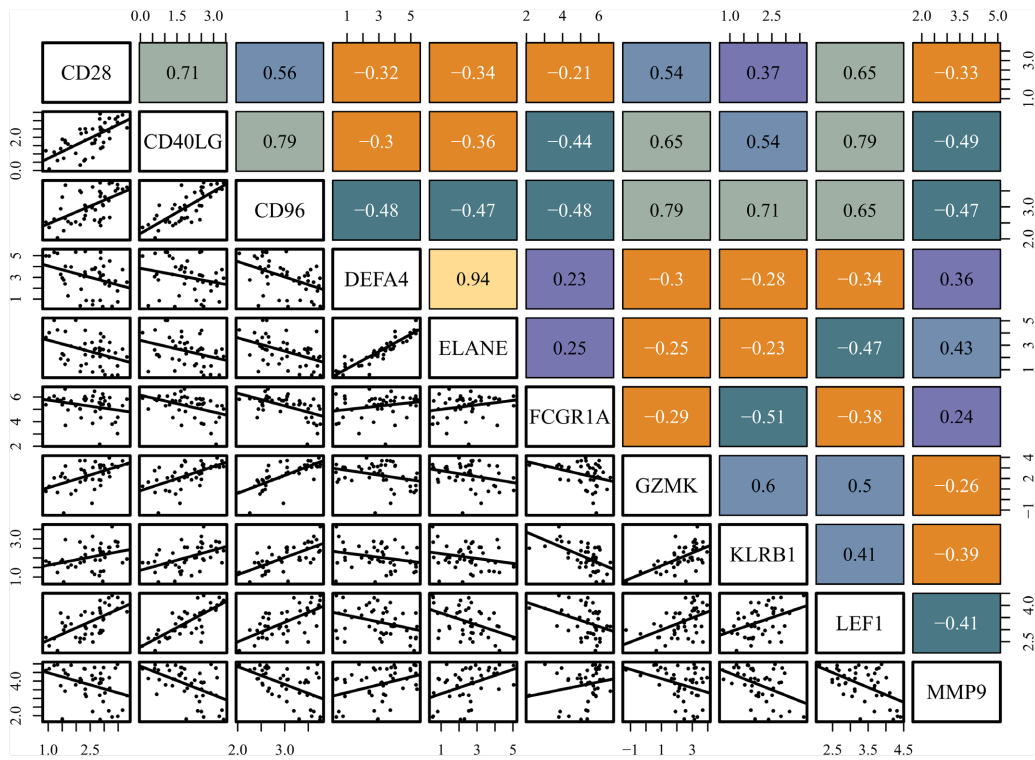 0.0 1.5 3.0 1 3 5 2 4 6 1.0 2.5 2.0 3.5 5.0
CD28 0.71 0.56 −0.32 −0.34 −0.21 0.54 0.37 0.65 −0.33 1.0 3.0
0.0 2.0 CD40LG 0.79 −0.3 −0.36 −0.44 0.65 0.54 0.79 −0.49
CD96 −0.48 −0.47 −0.48 0.79 0.71 0.65 −0.47 2.0 3.0
1 3 5 DEFA4 0.94 0.23 −0.3 −0.28 −0.34 0.36
ELANE 0.25 −0.25 −0.23 −0.47 0.43 1 3 5
2 4 6 FCGR1A −0.29 −0.51 −0.38 0.24
GZMK 0.6 0.5 −0.26 −1 2 4
1.0 3.0 KLRB1 0.41 −0.39
LEF1 −0.41 2.5 4.0
2.0 4.0 MMP9
1.0 2.5 2.0 3.0 1 3 5 −1 1 3 2.5 3.5 4.5